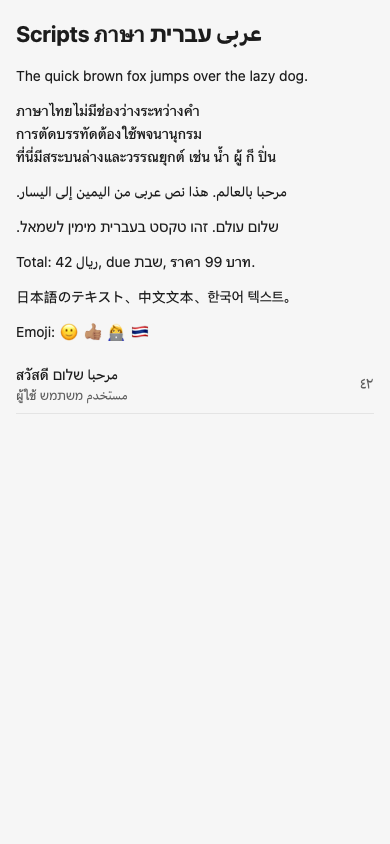 Scripts ภาษา עברית عربى
The quick brown fox jumps over the lazy dog.
ภาษาไทยไม่มีช่องว่างระหว่างคำ
การตัดบรรทัดต้องใช้พจนานุกรม
ที่นี่มีสระบนล่างและวรรณยุกต์ เช่น น้ำ ผู้ ก็ ปิ่น
مرحبا بالعالم. هذا نص عربى من اليمين إلى اليسار.
שלום עולם. זהו טקסט בעברית מימין לשמאל.
Total: 42 ريال, due שבת, ราคา 99 บาท.
日本語のテキスト、中文文本、한국어 텍스트。
Emoji: 🙂 👍🏽 👩‍💻 🇹🇭
สวัสดี שלום مرحبا
ผู้ใช้ משתמש مستخدم
٤٢